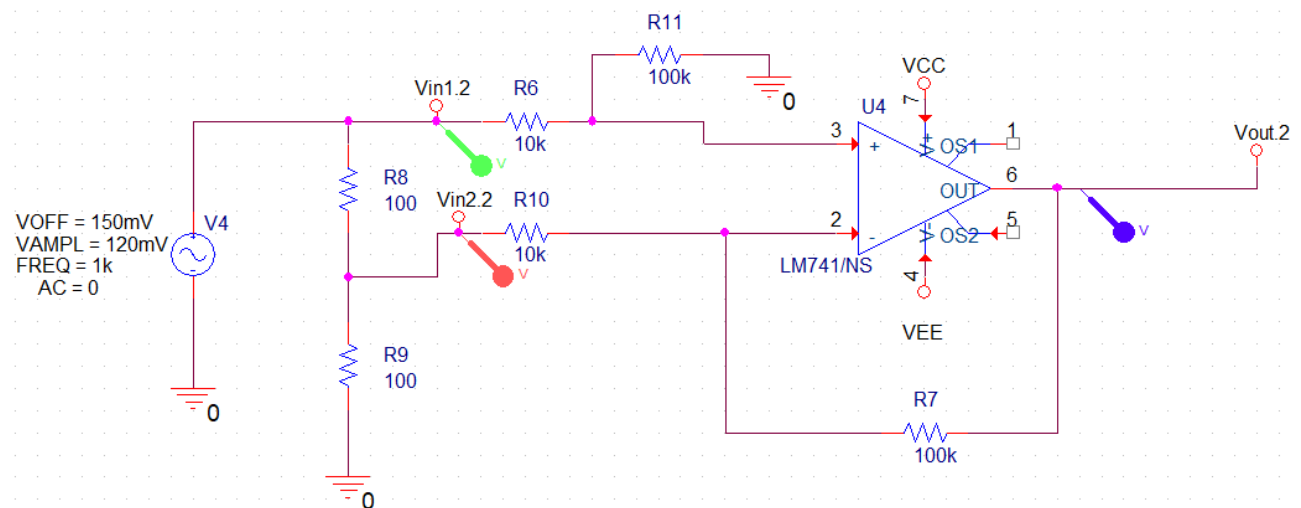 R11
100k
0
VCC
Vin1.2
R6
10k
U4
7
3
+
V+
OS1
1
Vout.2
6
OUT
V
R8
100
Vin2.2
R10
10k
2
-
V-
OS2
5
V
V
LM741/NS
4
VEE
VOFF = 150mV
VAMPL = 120mV
FREQ = 1k
AC = 0
V4
R9
100
0
R7
100k
0